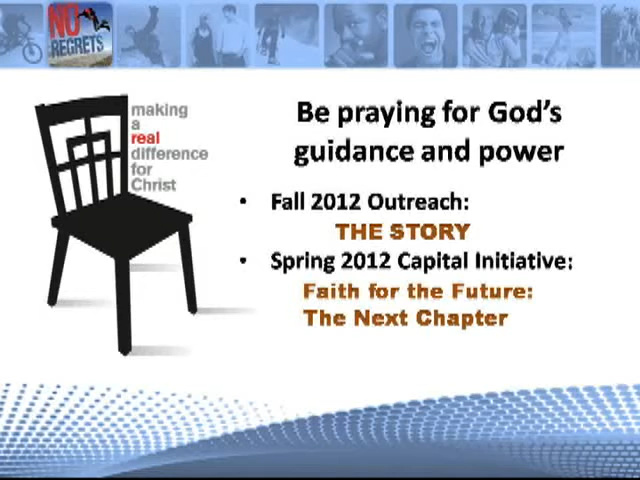 NO
REGRETS
making
a
real
difference
for
Christ
Be praying for God's
guidance and power
• Fall 2012 Outreach:
THE STORY
• Spring 2012 Capital Initiative:
Faith for the Future:
The Next Chapter